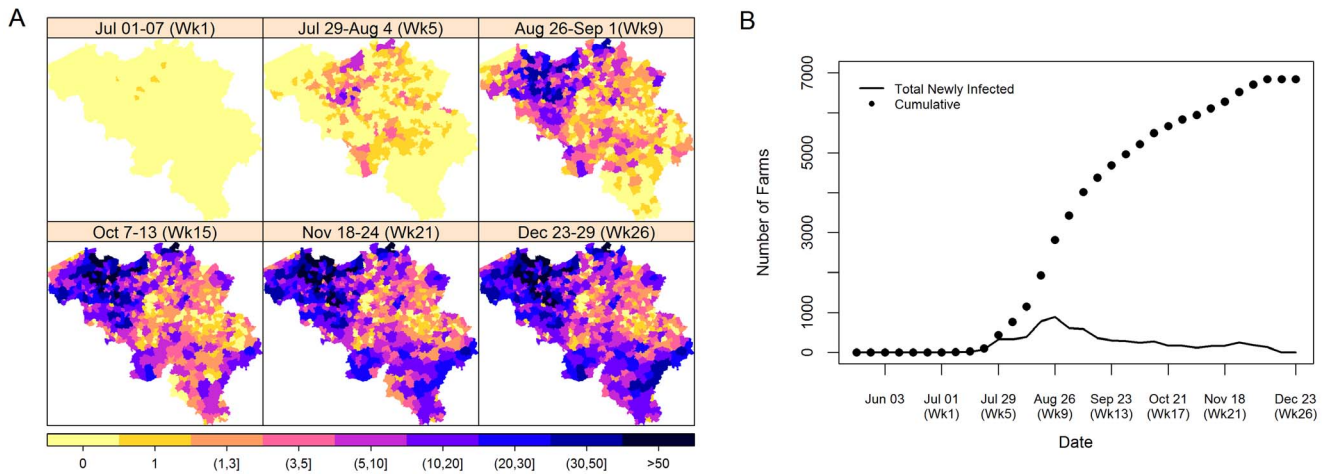 A
Jul 01-07 (Wk1)
Jul 29-Aug 4 (Wk5)
Aug 26-Sep 1(Wk9)
Oct 7-13 (Wk15)
Nov 18-24 (Wk21)
Dec 23-29 (Wk26)
0 1 (1,3] (3,5] (5,10] (10,20] (20,30] (30,50] >50
B
Number of Farms
7000
5000
3000
1000
0
Total Newly Infected
Cumulative
Jun 03
Jul 01
(Wk1)
Jul 29
(Wk5)
Aug 26
(Wk9)
Sep 23
(Wk13)
Oct 21
(Wk17)
Nov 18
(Wk21)
Dec 23
(Wk26)
Date